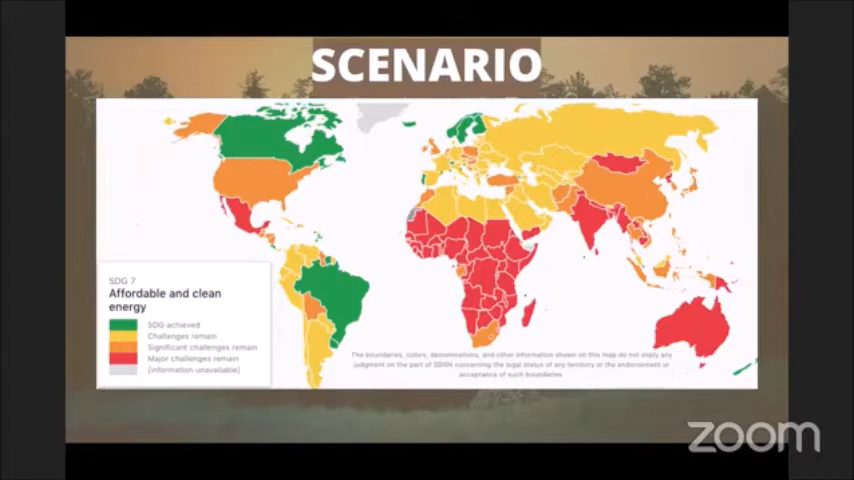 SCENARIO
SDG 7
Affordable and clean
energy
SDG achieved
Challenges remain
Significant challenges remain
Major challenges remain
[information unavailable]
The boundaries, colors, denominations, and other information shown on this map do not imply any
judgment on the part of SDSN concerning the legal status of any territory or the endorsement or
acceptance of such boundaries.
zoom